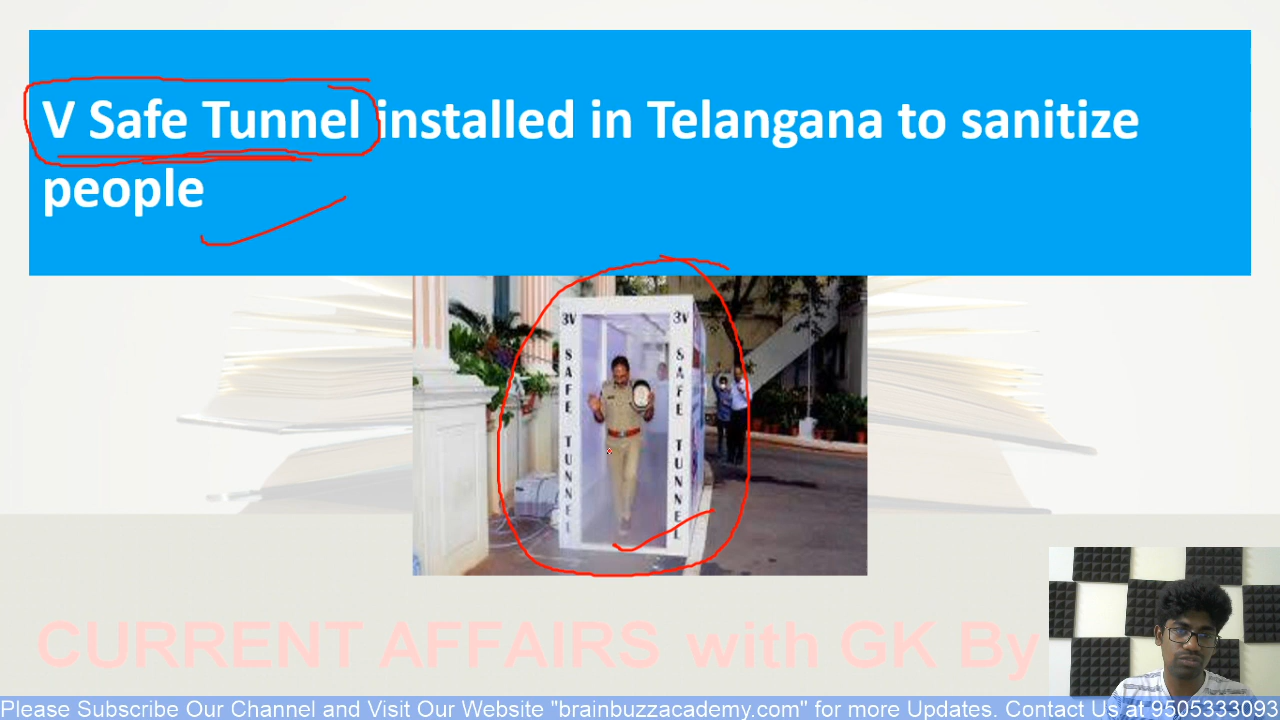 V Safe Tunnel installed in Telangana to sanitize
people
3V
SAFE TUNNEL
3V
SAFE TUNNEL
CURRENT AFFAIRS with GK By
Please Subscribe Our Channel and Visit Our Website "brainbuzzacademy.com" for more Updates. Contact Us at 9505333093